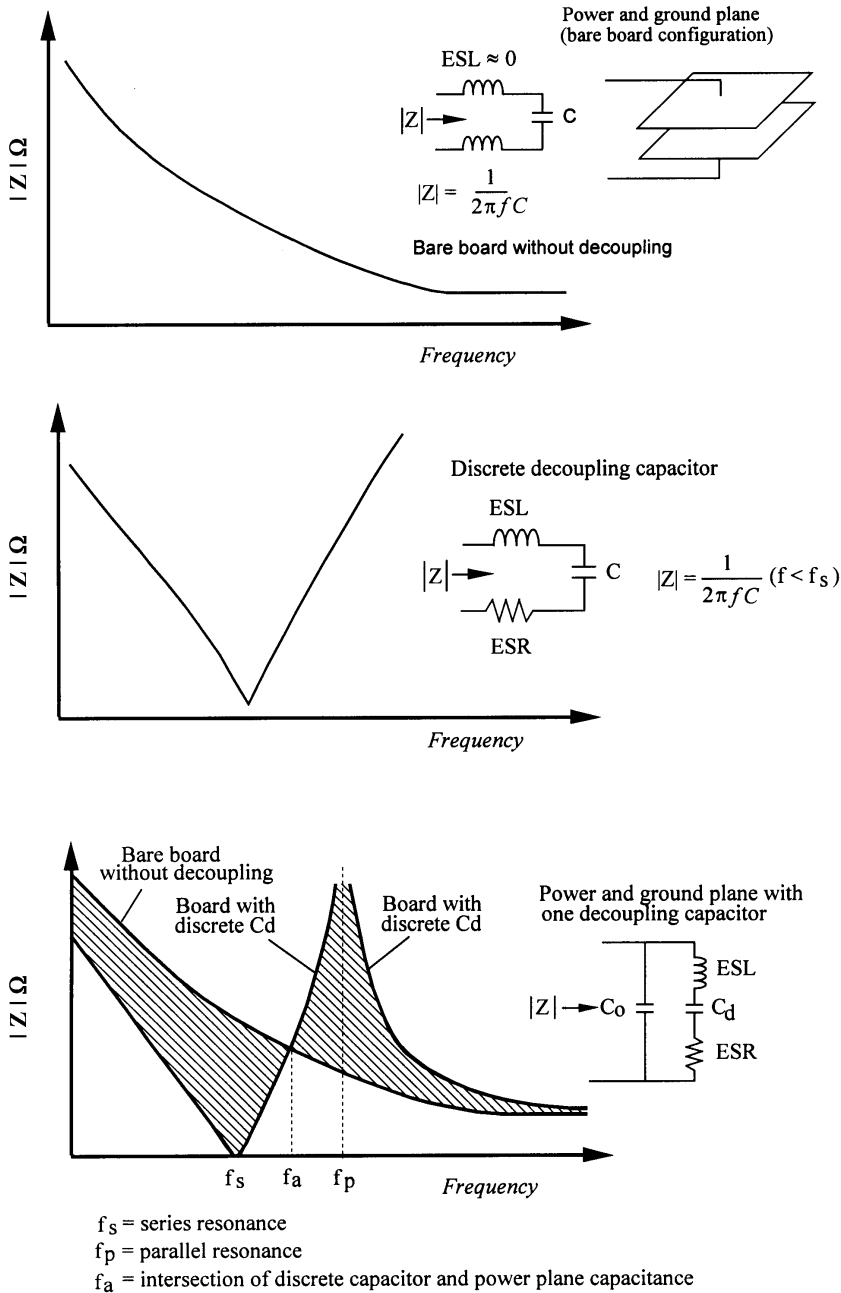 Power and ground plane
(bare board configuration)
ESL ≈ 0
|Z|
C
|Z| = 1 / 2πfC
Bare board without decoupling
|Z|Ω
Frequency
Discrete decoupling capacitor
ESL
|Z|
C
|Z| = 1 / 2πfC (f < fs)
ESR
|Z|Ω
Frequency
Bare board
without decoupling
Board with
discrete Cd
Board with
discrete Cd
Power and ground plane with
one decoupling capacitor
ESL
|Z| Co Cd
ESR
|Z|Ω
fs fa fp
Frequency
fs = series resonance
fp = parallel resonance
fa = intersection of discrete capacitor and power plane capacitance